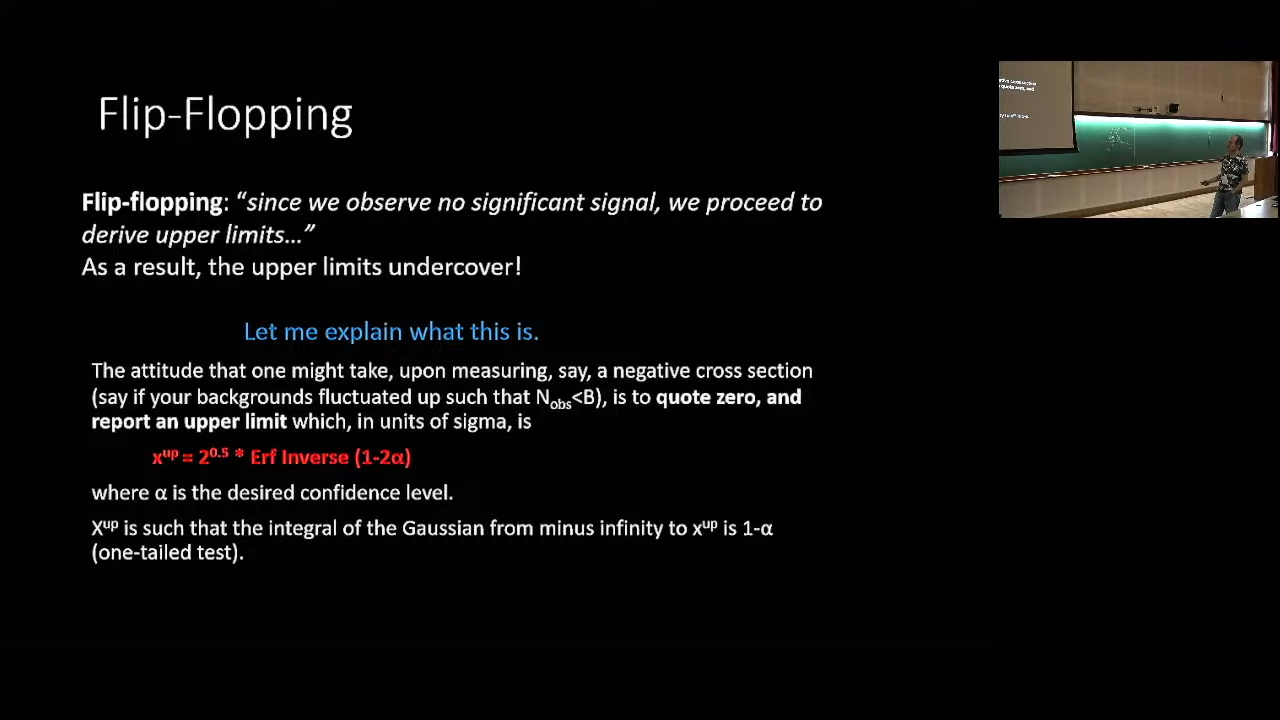 Flip-Flopping
Flip-flopping: “since we observe no significant signal, we proceed to
derive upper limits…”
As a result, the upper limits undercover!
Let me explain what this is.
The attitude that one might take, upon measuring, say, a negative cross section
(say if your backgrounds fluctuated up such that Nobs<B), is to quote zero, and
report an upper limit which, in units of sigma, is
xup = 20.5 * Erf Inverse (1-2α)
where α is the desired confidence level.
Xup is such that the integral of the Gaussian from minus infinity to xup is 1-α
(one-tailed test).